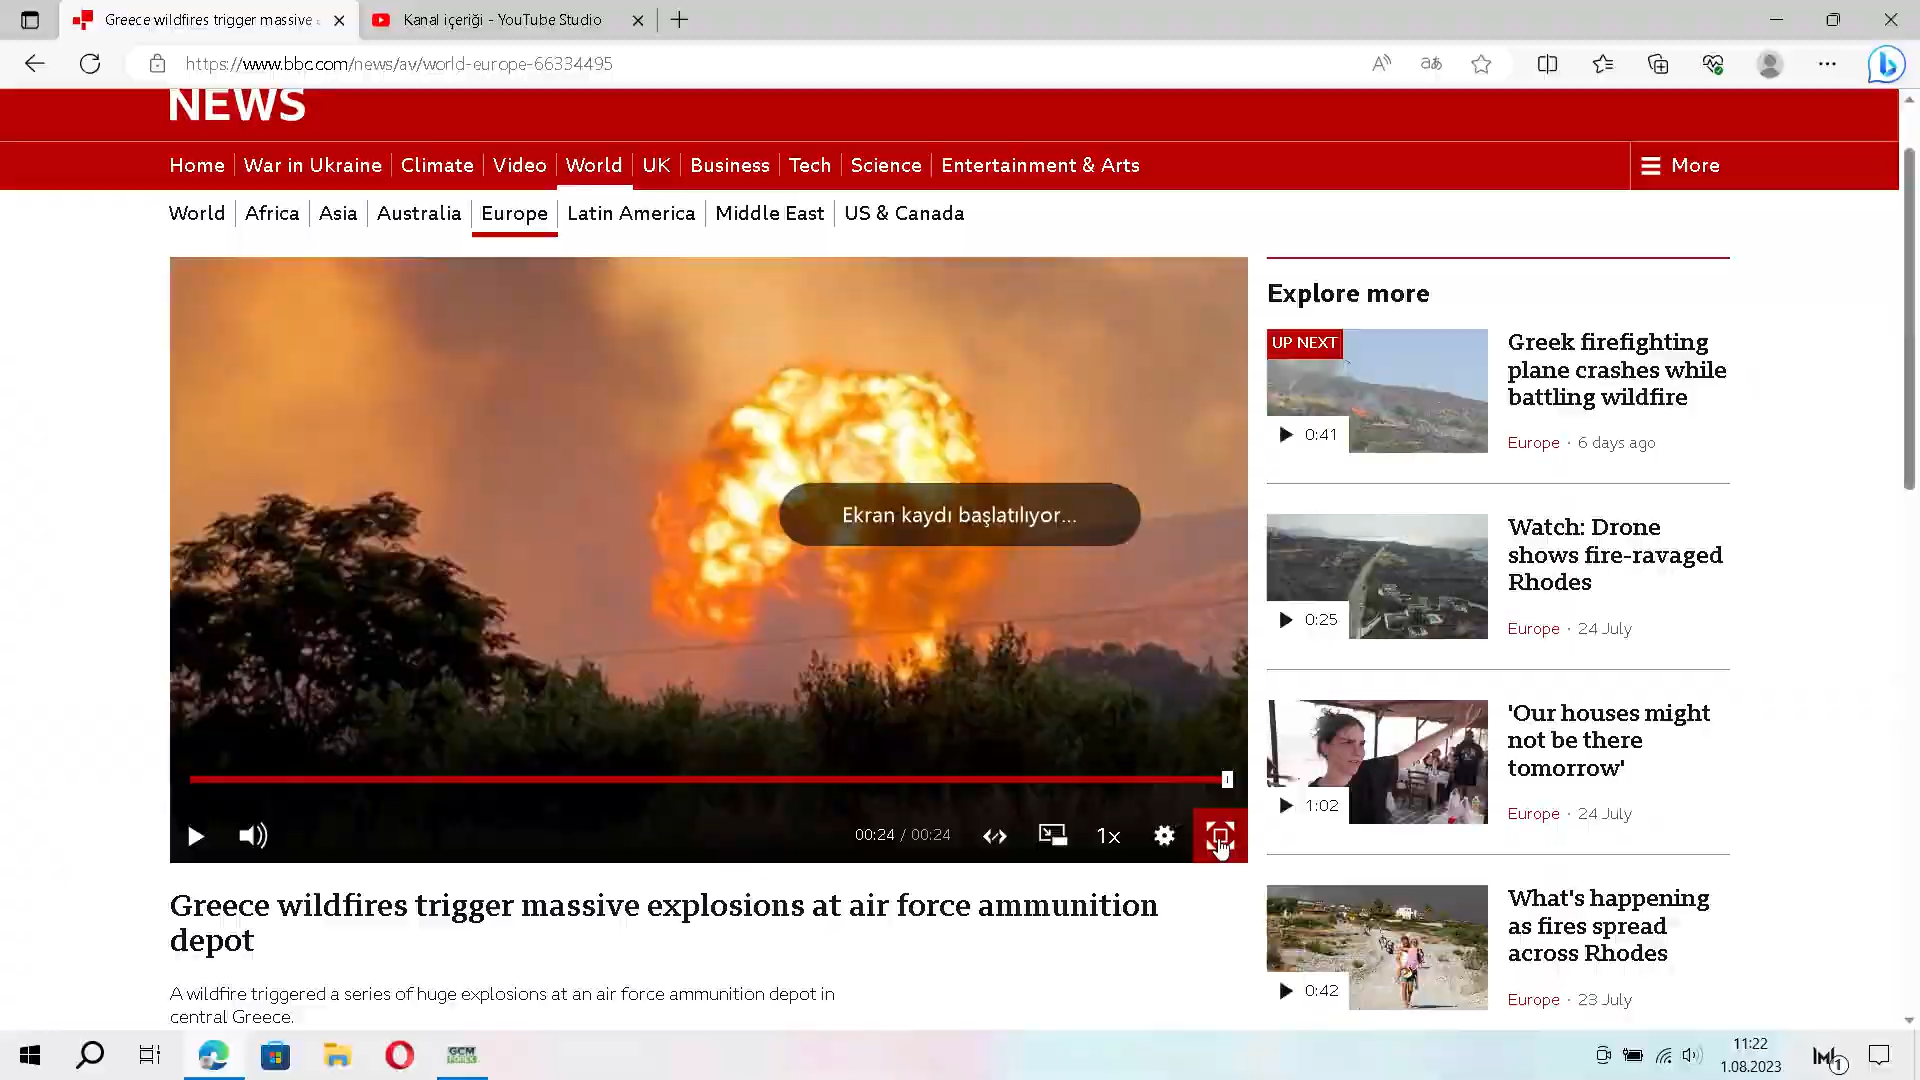 Greece wildfires trigger massive
Kanal içeriği - YouTube Studio
https://www.bbc.com/news/av/world-europe-66334495
NEWS
Home
War in Ukraine
Climate
Video
World
UK
Business
Tech
Science
Entertainment & Arts
More
World
Africa
Asia
Australia
Europe
Latin America
Middle East
US & Canada
Ekran kaydı başlatılıyor...
00:24 / 00:24
1x
Greece wildfires trigger massive explosions at air force ammunition
depot
A wildfire triggered a series of huge explosions at an air force ammunition depot in
central Greece.
Explore more
UP NEXT
0:41
Greek firefighting
plane crashes while
battling wildfire
Europe · 6 days ago
0:25
Watch: Drone
shows fire-ravaged
Rhodes
Europe · 24 July
1:02
'Our houses might
not be there
tomorrow'
Europe · 24 July
0:42
What's happening
as fires spread
across Rhodes
Europe · 23 July
GCM
FOREX
11:22
1.08.2023
1